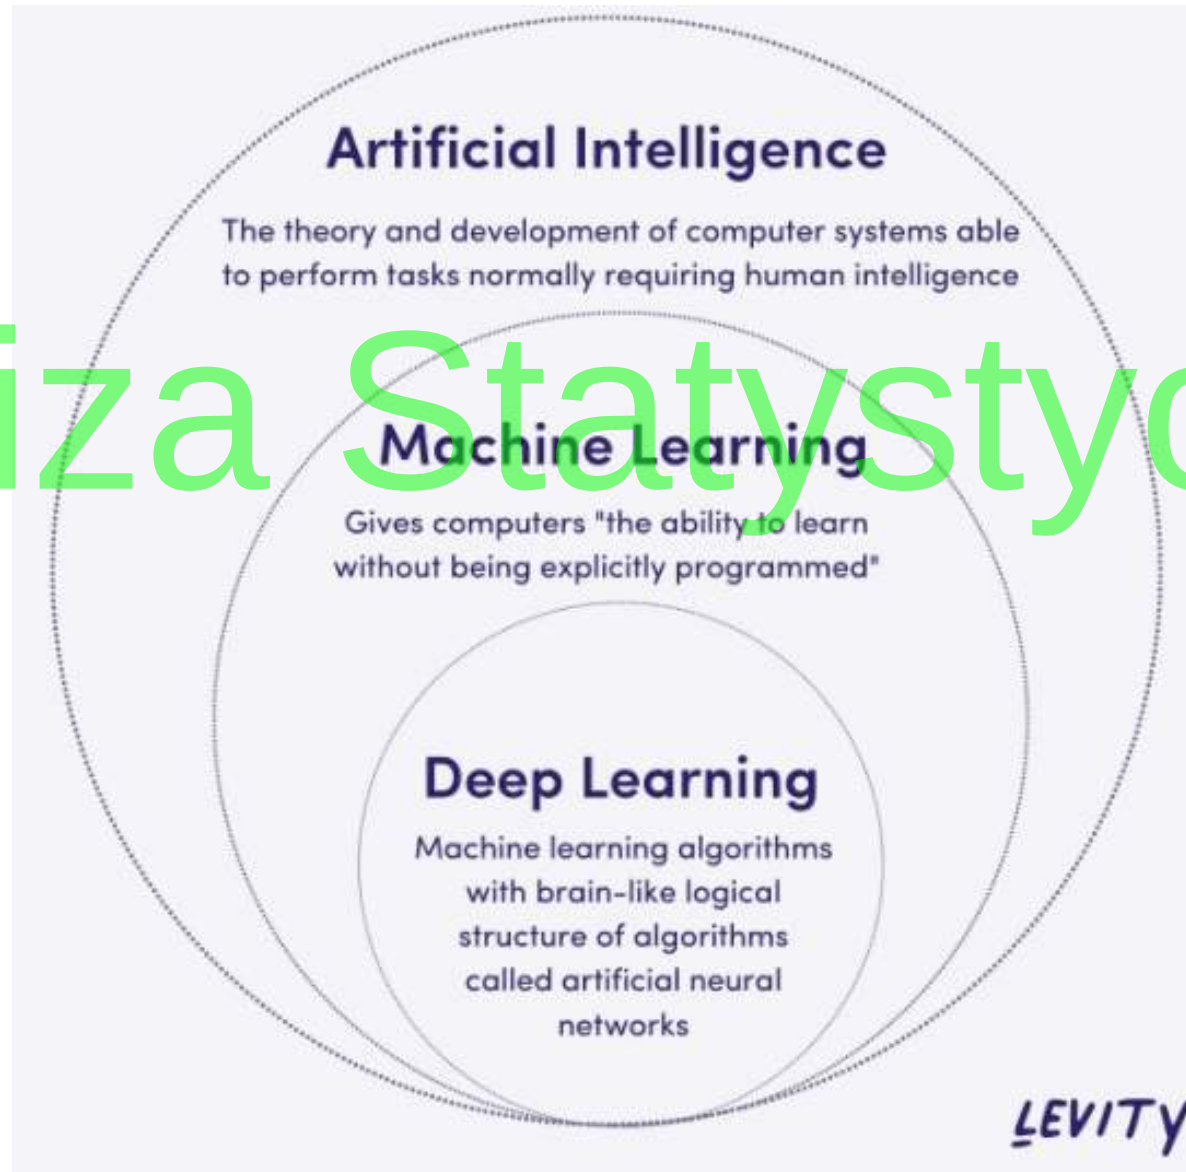 Artificial Intelligence
The theory and development of computer systems able
to perform tasks normally requiring human intelligence
iza Statystyc
Machine Learning
Gives computers "the ability to learn
without being explicitly programmed"
Deep Learning
Machine learning algorithms
with brain-like logical
structure of algorithms
called artificial neural
networks
LEVITY